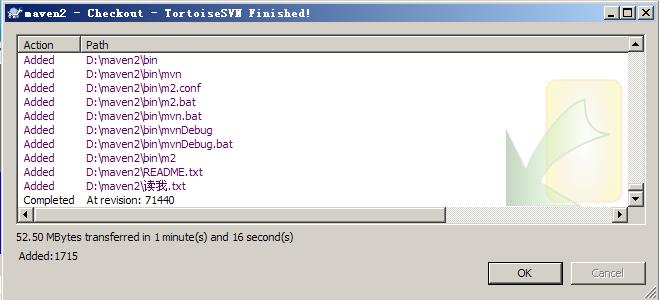 maven2 - Checkout - TortoiseSVN Finished!
Action Path
Added D:\maven2\bin
Added D:\maven2\bin\mvn
Added D:\maven2\bin\m2.conf
Added D:\maven2\bin\m2.bat
Added D:\maven2\bin\mvn.bat
Added D:\maven2\bin\mvnDebug
Added D:\maven2\bin\mvnDebug.bat
Added D:\maven2\bin\m2
Added D:\maven2\README.txt
Added D:\maven2\读我.txt
Completed At revision: 71440
52.50 MBytes transferred in 1 minute(s) and 16 second(s)
Added:1715
OK Cancel